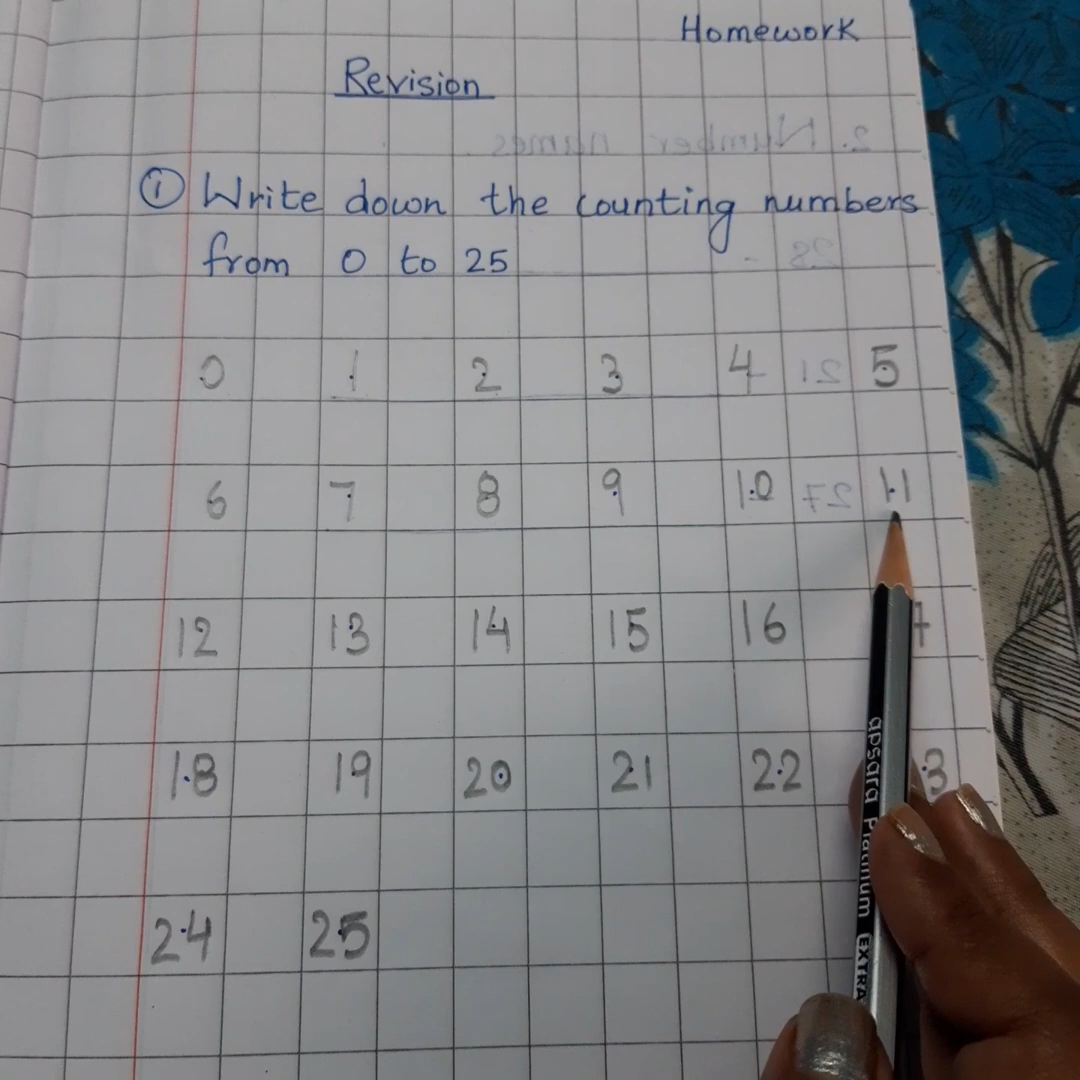 Homework
Revision
① Write down the counting numbers
from 0 to 25
0 1 2 3 4 5
6 7 8 9 10 11
12 13 14 15 16 7
18 19 20 21 22 3
24 25
apsara Platinum EXTRA